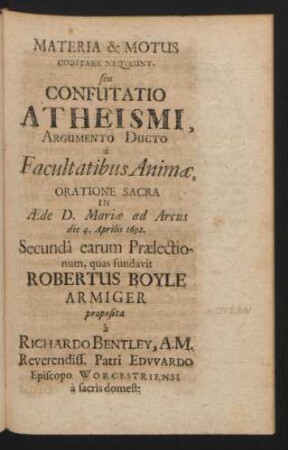 MATERIA & MOTUS
COGITARE NEQVEUNT.
seu
CONFUTATIO
ATHEISMI,
ARGUMENTO DUCTO
à
Facultatibus Animæ,
ORATIONE SACRA
IN
Æde D. Mariæ ad Arcus
die 4. Aprilis 1692.
Secundâ earum Prælectio-
num, quas fundavit
ROBERTUS BOYLE
ARMIGER
proposita
à
RICHARDO BENTLEY, A.M.
Reverendiss. Patri EDVVARDO
Episcopo WORCESTRIENSI
à sacris domest: